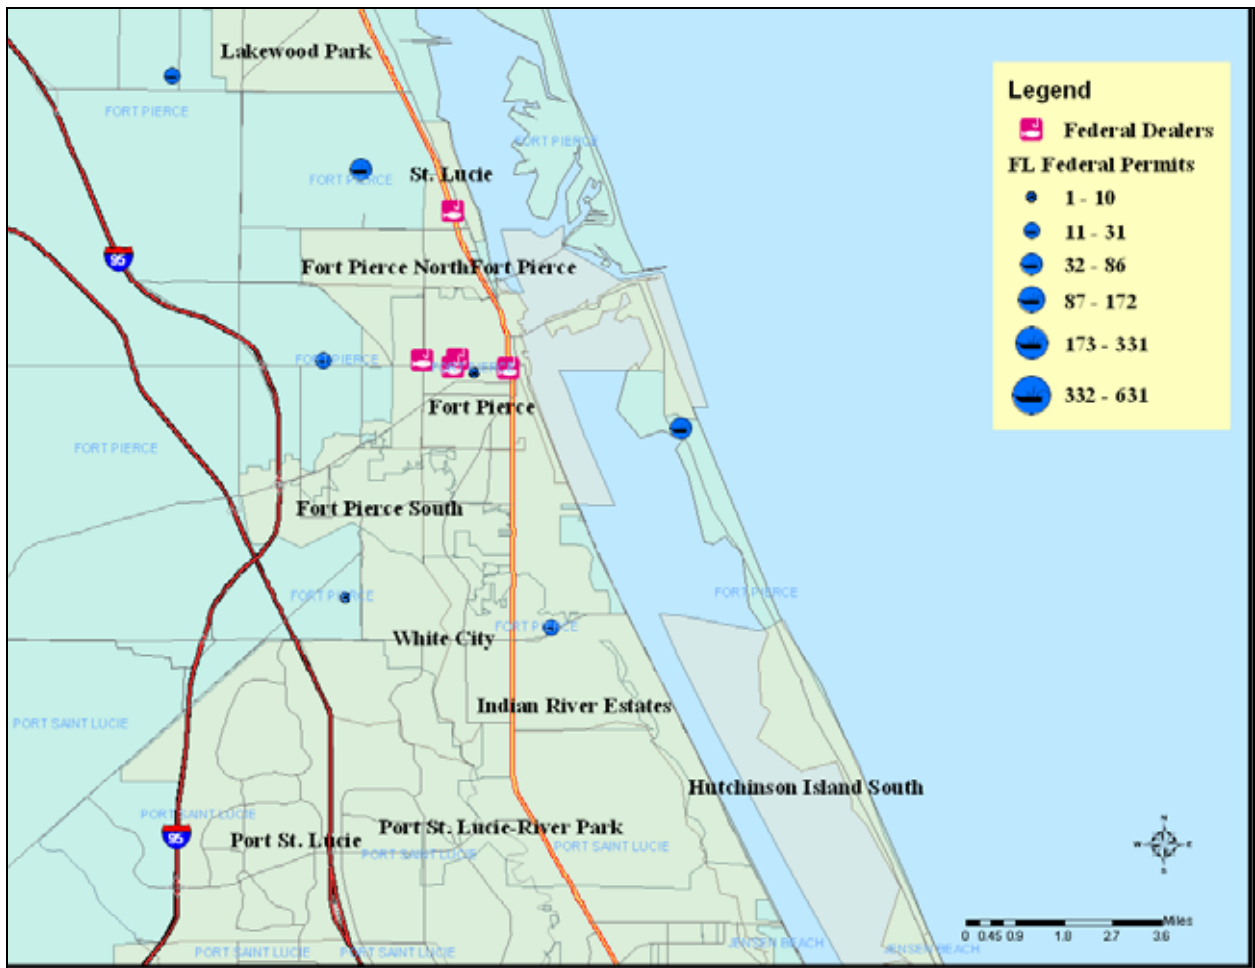 Lakewood Park
FORT PIERCE
FORT PIERCE
FORT PIERCE
St. Lucie
95
Fort Pierce North
Fort Pierce
FORT PIERCE
Fort Pierce
FORT PIERCE
Fort Pierce South
FORT PIERCE
FORT PIERCE
FORT PIERCE
White City
Indian River Estates
PORT SAINT LUCIE
Hutchinson Island South
PORT SAINT LUCIE
95
Port St. Lucie
Port St. Lucie-River Park
PORT SAINT LUCIE
PORT SAINT LUCIE
PORT SAINT LUCIE
PORT SAINT LUCIE
JENSEN BEACH
JENSEN BEACH
Legend
Federal Dealers
FL Federal Permits
1 - 10
11 - 31
32 - 86
87 - 172
173 - 331
332 - 631
N
W E
S
Miles
0 0.45 0.9 1.8 2.7 3.6